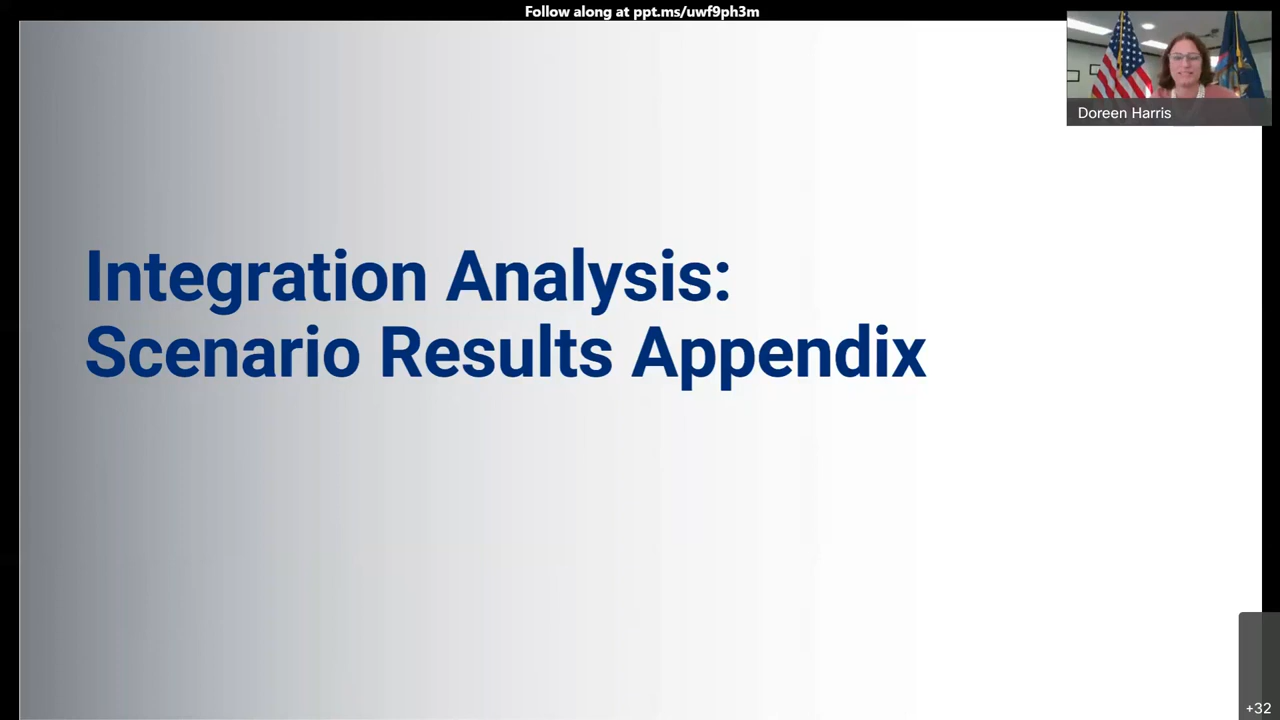 Follow along at ppt.ms/uwf9ph3m
Doreen Harris
Integration Analysis:
Scenario Results Appendix
+32